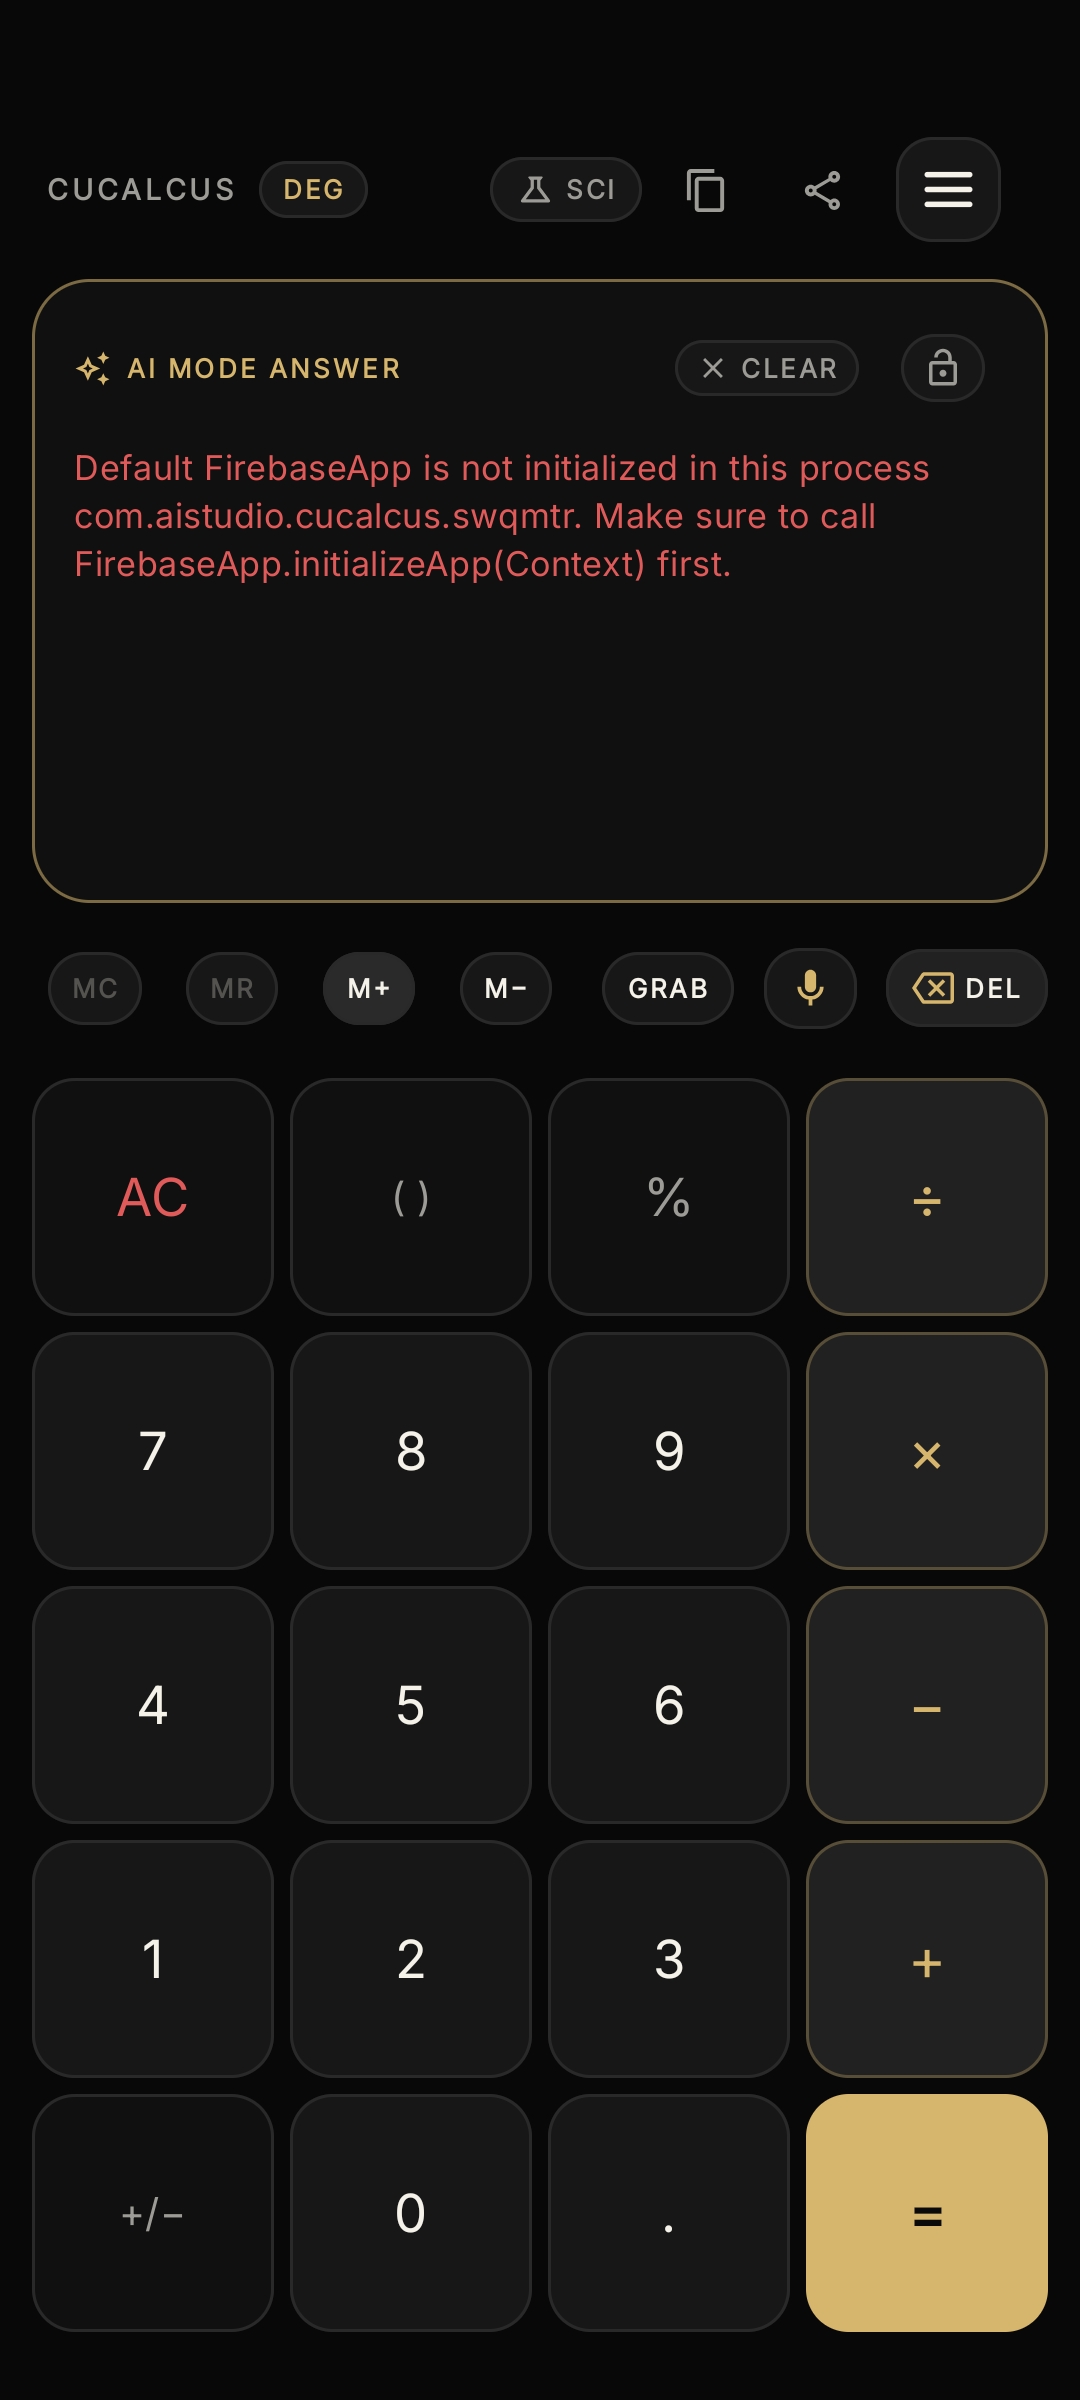 CUCALCUS DEG SCI
AI MODE ANSWER CLEAR
Default FirebaseApp is not initialized in this process
com.aistudio.cucalcus.swqmtr. Make sure to call
FirebaseApp.initializeApp(Context) first.
MC MR M+ M− GRAB DEL
AC ( ) % ÷
7 8 9 ×
4 5 6 −
1 2 3 +
+/− 0 . =